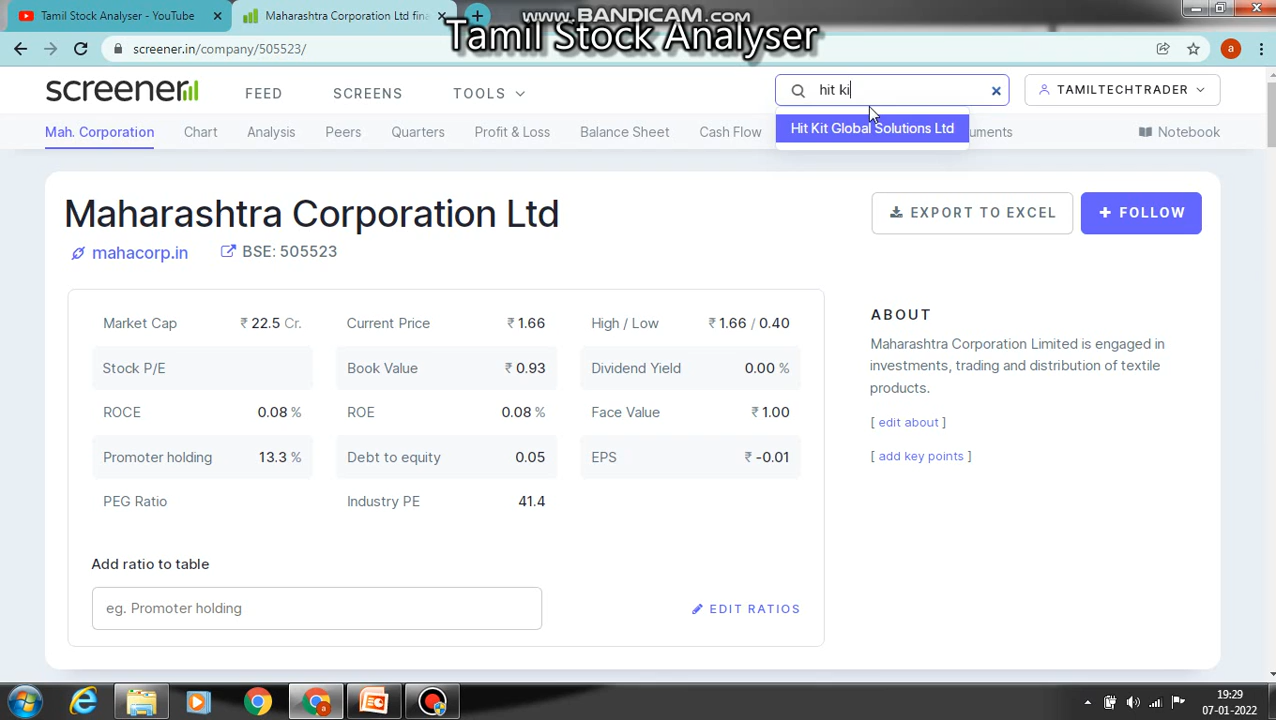 Tamil Stock Analyser - YouTube
Maharashtra Corporation Ltd fina
www.BANDICAM.com
Tamil Stock Analyser
screener.in/company/505523/
screener
FEED
SCREENS
TOOLS
hit ki
TAMILTECHTRADER
Mah. Corporation
Chart
Analysis
Peers
Quarters
Profit & Loss
Balance Sheet
Cash Flow
Hit Kit Global Solutions Ltd
uments
Notebook
Maharashtra Corporation Ltd
EXPORT TO EXCEL
+ FOLLOW
mahacorp.in
BSE: 505523
Market Cap ₹ 22.5 Cr.
Current Price ₹ 1.66
High / Low ₹ 1.66 / 0.40
Stock P/E
Book Value ₹ 0.93
Dividend Yield 0.00 %
ROCE 0.08 %
ROE 0.08 %
Face Value ₹ 1.00
Promoter holding 13.3 %
Debt to equity 0.05
EPS ₹ -0.01
PEG Ratio
Industry PE 41.4
ABOUT
Maharashtra Corporation Limited is engaged in
investments, trading and distribution of textile
products.
[ edit about ]
[ add key points ]
Add ratio to table
eg. Promoter holding
EDIT RATIOS
19:29
07-01-2022